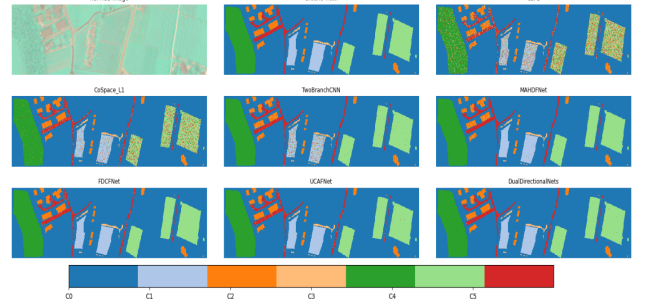 CoSpace_L1 TwoBranchCNN MAHDFNet
FDCFNet UCAFNet DualDirectionalNets
C0 C1 C2 C3 C4 C5